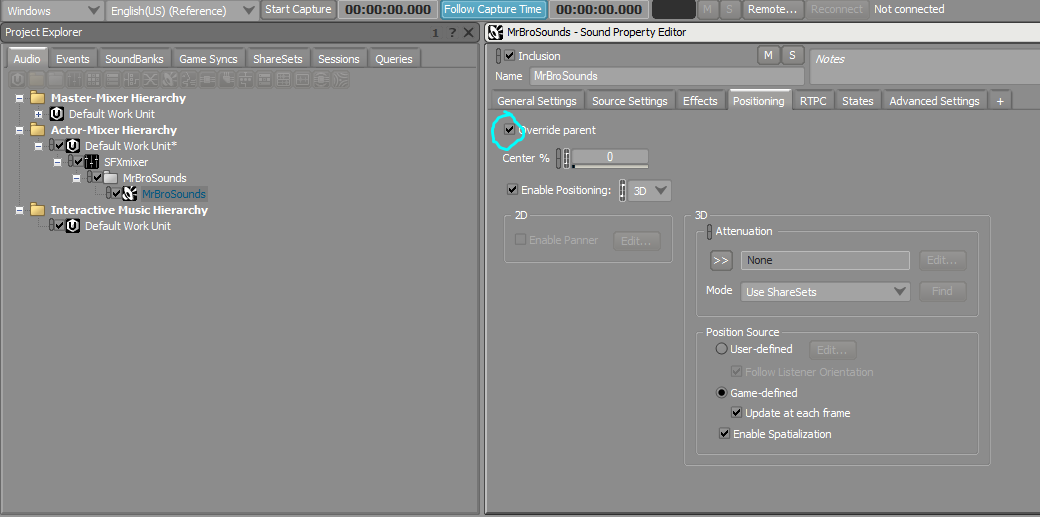 Windows English(US) (Reference) Start Capture 00:00:00.000 Follow Capture Time 00:00:00.000 M S Remote... Reconnect Not connected
Project Explorer 1 ? X
Audio Events SoundBanks Game Syncs ShareSets Sessions Queries
Master-Mixer Hierarchy
Default Work Unit
Actor-Mixer Hierarchy
Default Work Unit*
SFXmixer
MrBroSounds
MrBroSounds
Interactive Music Hierarchy
Default Work Unit
MrBroSounds - Sound Property Editor
Inclusion M S Notes
Name MrBroSounds
General Settings Source Settings Effects Positioning RTPC States Advanced Settings +
Override parent
Center % 0
Enable Positioning: 3D
2D
Enable Panner Edit...
3D
Attenuation
>> None Edit...
Mode Use ShareSets Find
Position Source
User-defined Edit...
Follow Listener Orientation
Game-defined
Update at each frame
Enable Spatialization